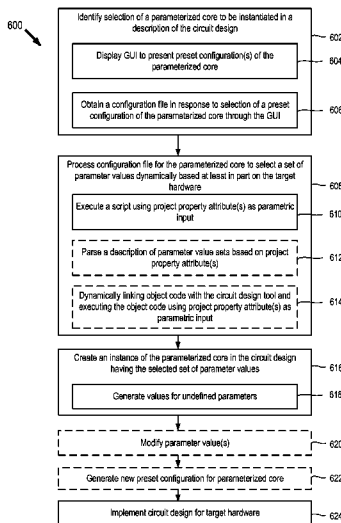 600
Identify selection of a parameterized core to be instantiated in a
description of the circuit design
602
Display GUI to present preset configuration(s) of the
parameterized core
604
Obtain a configuration file in response to selection of a preset
configuration of the parameterized core through the GUI
606
Process configuration file for the parameterized core to select a set of
parameter values dynamically based at least in part on the target
hardware
608
Execute a script using project property attribute(s) as parametric
input
610
Parse a description of parameter value sets based on project
property attribute(s)
612
Dynamically linking object code with the circuit design tool and
executing the object code using project property attribute(s) as
parametric input
614
Create an instance of the parameterized core in the circuit design
having the selected set of parameter values
616
Generate values for undefined parameters
618
Modify parameter value(s)
620
Generate new preset configuration for parameterized core
622
Implement circuit design for target hardware
624